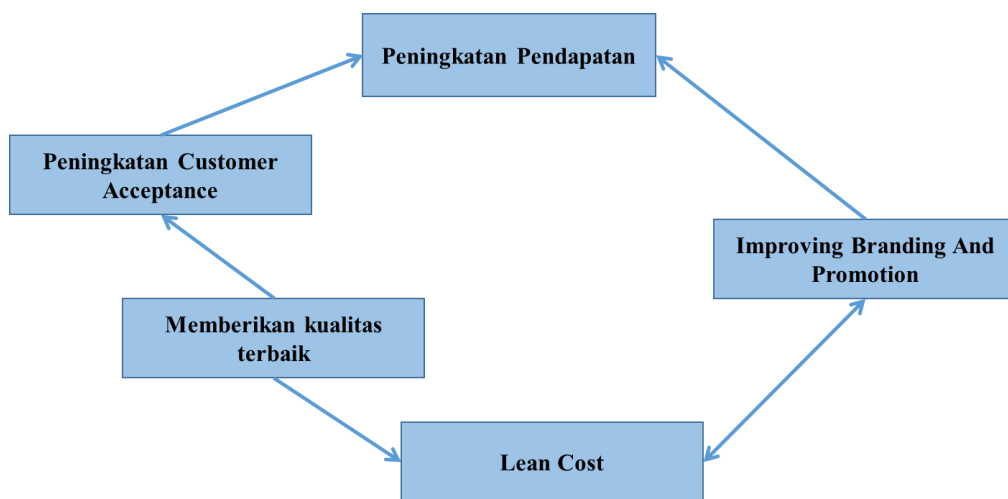 Peningkatan Pendapatan
Peningkatan Customer
Acceptance
Improving Branding And
Promotion
Memberikan kualitas
terbaik
Lean Cost